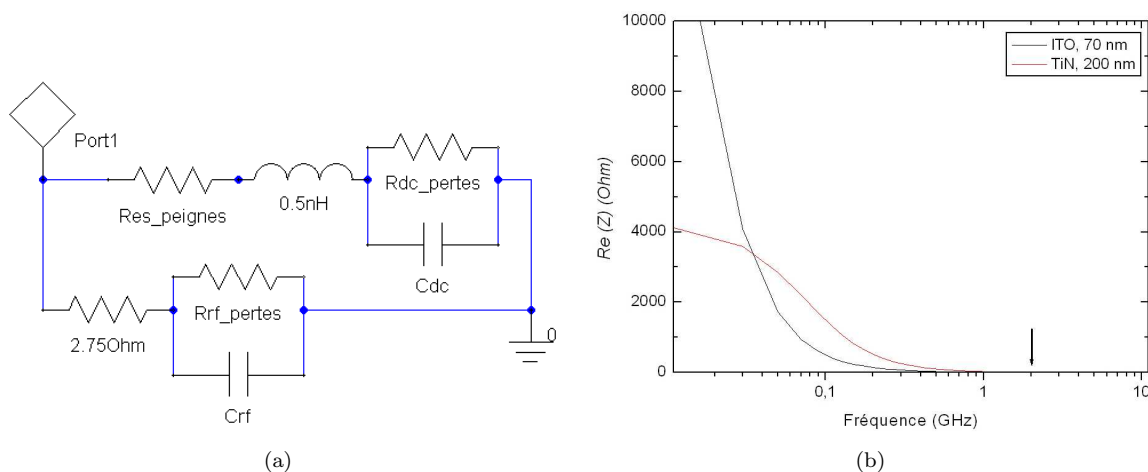 Port1
Res_peignes
0.5nH
Rdc_pertes
Cdc
2.75Ohm
Rrf_pertes
Crf
0
(a)
10000
8000
6000
4000
2000
0
Re (Z) (Ohm)
ITO, 70 nm
TiN, 200 nm
0,1
1
10
Fréquence (GHz)
(b)